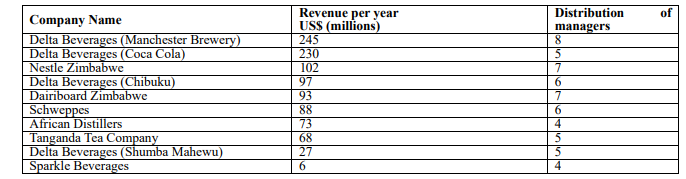 Company Name Revenue per year US$ (millions) Distribution of managers
Delta Beverages (Manchester Brewery) 245 8
Delta Beverages (Coca Cola) 230 5
Nestle Zimbabwe 102 7
Delta Beverages (Chibuku) 97 6
Dairiboard Zimbabwe 93 7
Schweppes 88 6
African Distillers 73 4
Tanganda Tea Company 68 5
Delta Beverages (Shumba Mahewu) 27 5
Sparkle Beverages 6 4